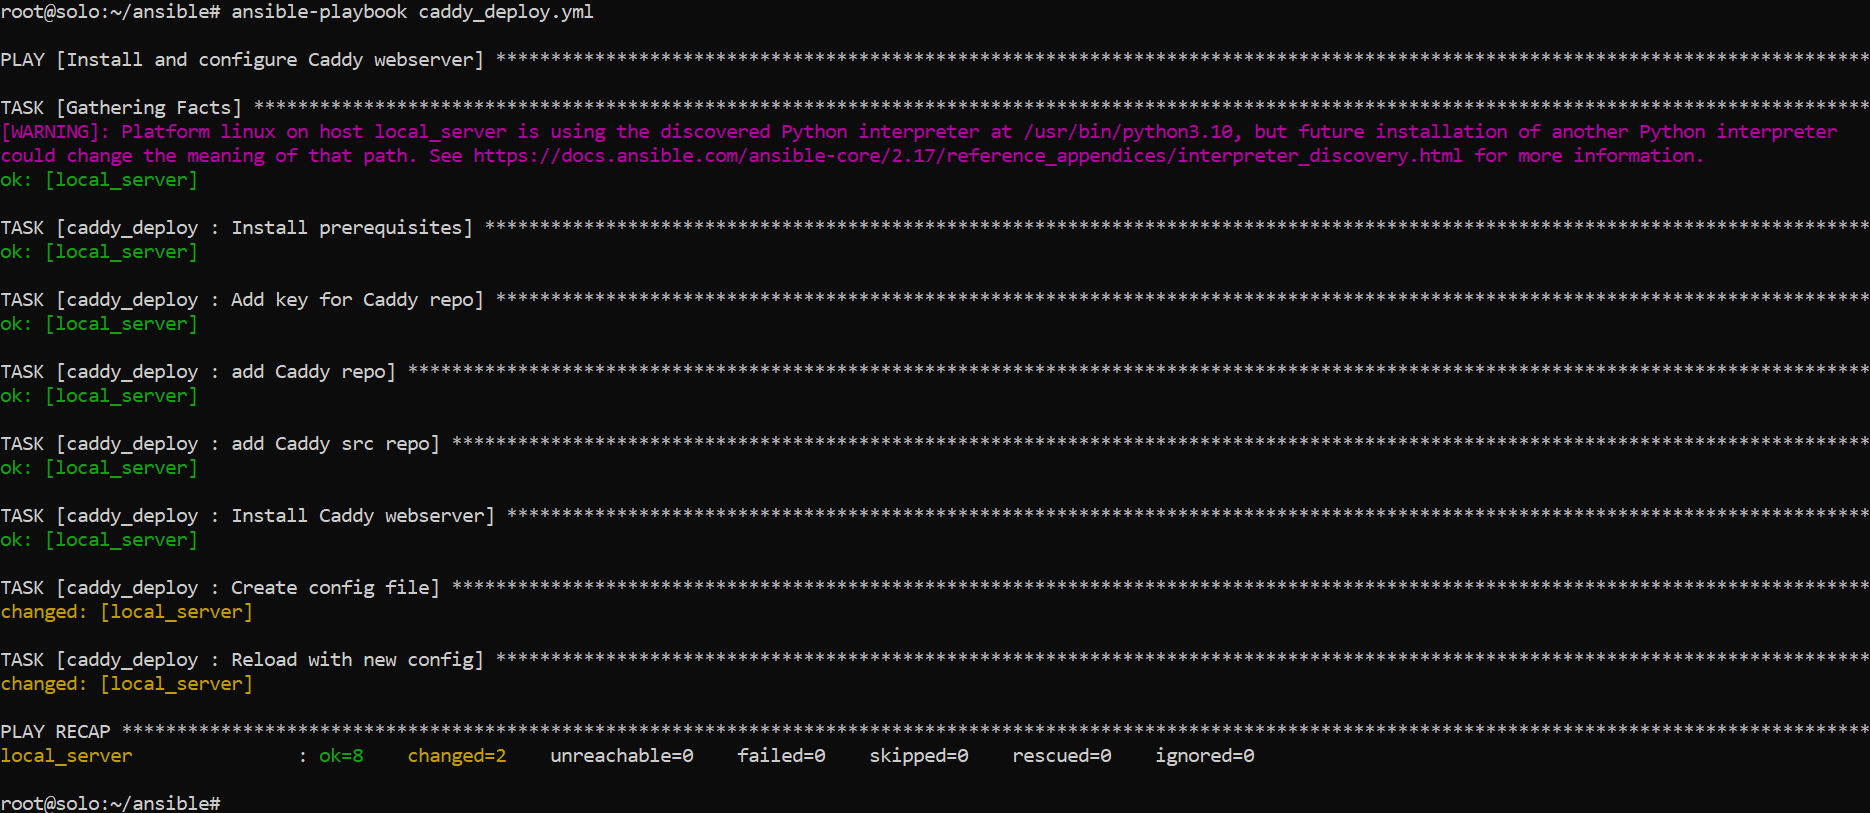 root@solo:~/ansible# ansible-playbook caddy_deploy.yml
PLAY [Install and configure Caddy webserver] *****************************************************************************************************************************
TASK [Gathering Facts] ***************************************************************************************************************************************************
[WARNING]: Platform linux on host local_server is using the discovered Python interpreter at /usr/bin/python3.10, but future installation of another Python interpreter
could change the meaning of that path. See https://docs.ansible.com/ansible-core/2.17/reference_appendices/interpreter_discovery.html for more information.
ok: [local_server]
TASK [caddy_deploy : Install prerequisites] ******************************************************************************************************************************
ok: [local_server]
TASK [caddy_deploy : Add key for Caddy repo] *****************************************************************************************************************************
ok: [local_server]
TASK [caddy_deploy : add Caddy repo] *************************************************************************************************************************************
ok: [local_server]
TASK [caddy_deploy : add Caddy src repo] *********************************************************************************************************************************
ok: [local_server]
TASK [caddy_deploy : Install Caddy webserver] ****************************************************************************************************************************
ok: [local_server]
TASK [caddy_deploy : Create config file] *********************************************************************************************************************************
changed: [local_server]
TASK [caddy_deploy : Reload with new config] *****************************************************************************************************************************
changed: [local_server]
PLAY RECAP ***************************************************************************************************************************************************************
local_server               : ok=8    changed=2    unreachable=0    failed=0    skipped=0    rescued=0    ignored=0
root@solo:~/ansible#